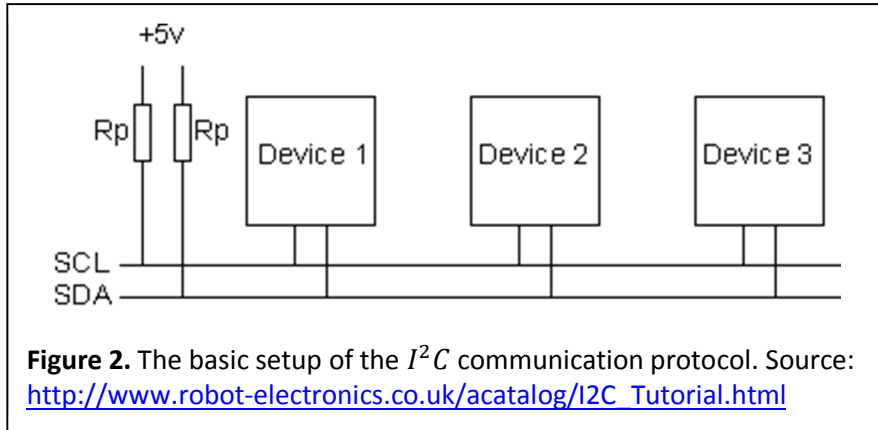 +5v
Rp Rp
Device 1 Device 2 Device 3
SCL
SDA
Figure 2. The basic setup of the I²C communication protocol. Source:
http://www.robot-electronics.co.uk/acatalog/I2C_Tutorial.html